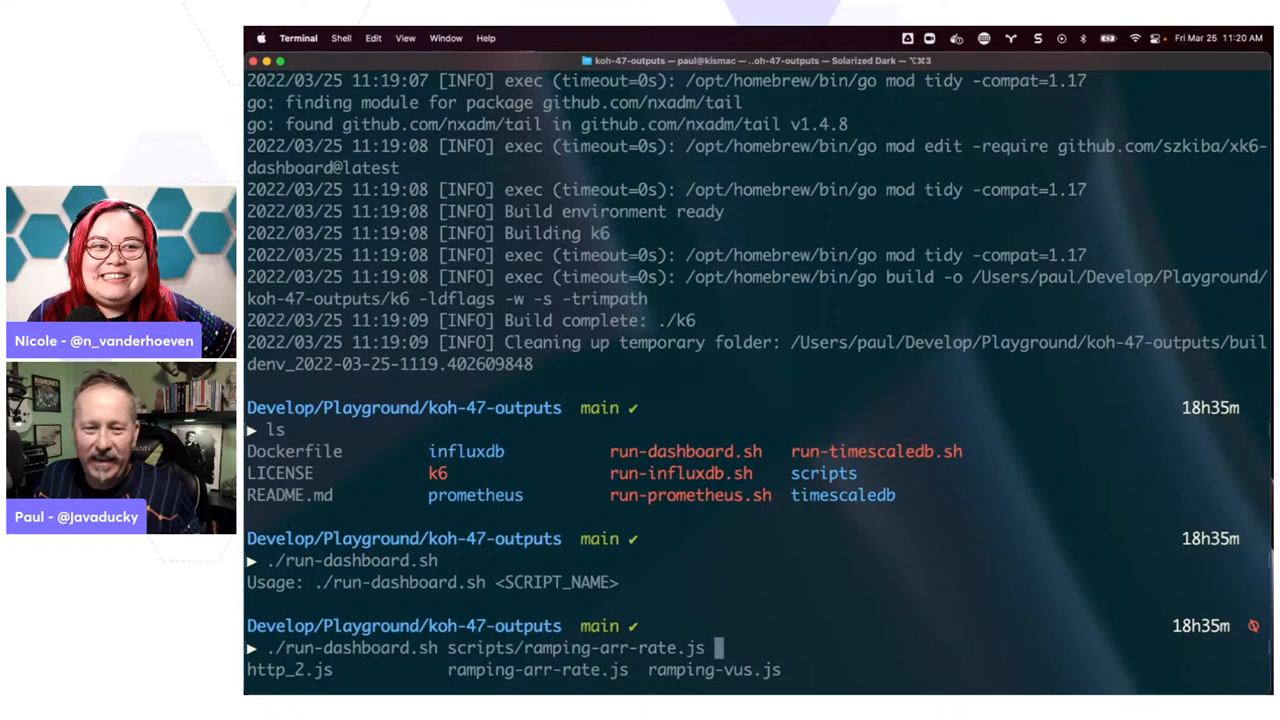 Terminal Shell Edit View Window Help Fri Mar 25 11:20 AM
koh-47-outputs — paul@kismac — ..oh-47-outputs — Solarized Dark — ⌥⌘3
2022/03/25 11:19:07 [INFO] exec (timeout=0s): /opt/homebrew/bin/go mod tidy -compat=1.17
go: finding module for package github.com/nxadm/tail
go: found github.com/nxadm/tail in github.com/nxadm/tail v1.4.8
2022/03/25 11:19:08 [INFO] exec (timeout=0s): /opt/homebrew/bin/go mod edit -require github.com/szkiba/xk6-
dashboard@latest
2022/03/25 11:19:08 [INFO] exec (timeout=0s): /opt/homebrew/bin/go mod tidy -compat=1.17
2022/03/25 11:19:08 [INFO] Build environment ready
2022/03/25 11:19:08 [INFO] Building k6
2022/03/25 11:19:08 [INFO] exec (timeout=0s): /opt/homebrew/bin/go mod tidy -compat=1.17
2022/03/25 11:19:08 [INFO] exec (timeout=0s): /opt/homebrew/bin/go build -o /Users/paul/Develop/Playground/
koh-47-outputs/k6 -ldflags -w -s -trimpath
2022/03/25 11:19:09 [INFO] Build complete: ./k6
2022/03/25 11:19:09 [INFO] Cleaning up temporary folder: /Users/paul/Develop/Playground/koh-47-outputs/buil
denv_2022-03-25-1119.402609848
Develop/Playground/koh-47-outputs main ✔ 18h35m
▶ ls
Dockerfile influxdb run-dashboard.sh run-timescaledb.sh
LICENSE k6 run-influxdb.sh scripts
README.md prometheus run-prometheus.sh timescaledb
Develop/Playground/koh-47-outputs main ✔ 18h35m
▶ ./run-dashboard.sh
Usage: ./run-dashboard.sh <SCRIPT_NAME>
Develop/Playground/koh-47-outputs main ✔ 18h35m
▶ ./run-dashboard.sh scripts/ramping-arr-rate.js
http_2.js ramping-arr-rate.js ramping-vus.js
Nicole - @n_vanderhoeven
RAMONES
Paul - @javaducky